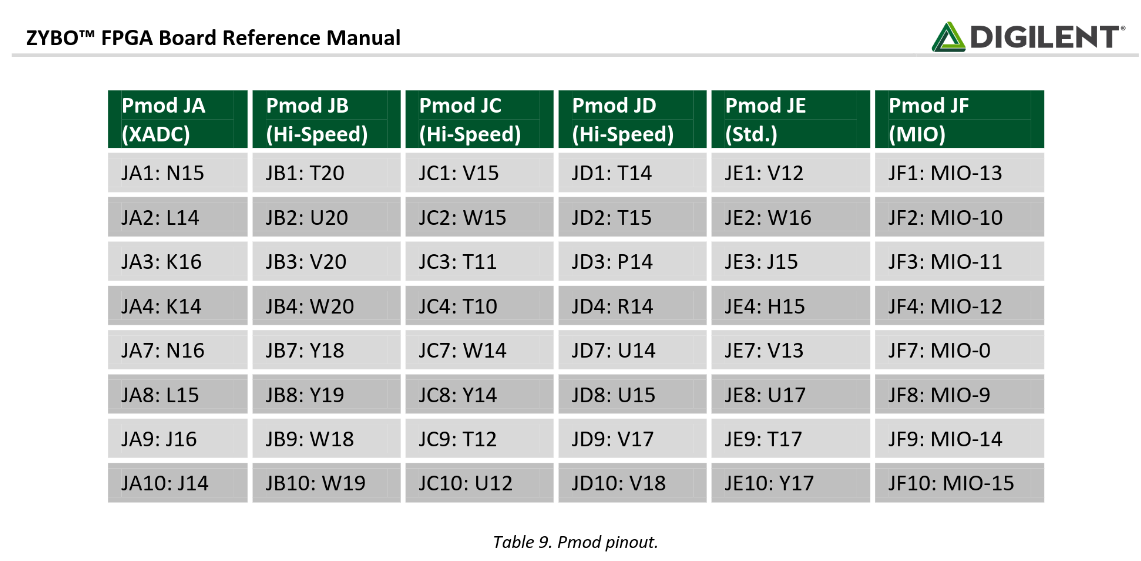 ZYBO™ FPGA Board Reference Manual
DIGILENT®
Pmod JA (XADC) Pmod JB (Hi-Speed) Pmod JC (Hi-Speed) Pmod JD (Hi-Speed) Pmod JE (Std.) Pmod JF (MIO)
JA1: N15 JB1: T20 JC1: V15 JD1: T14 JE1: V12 JF1: MIO-13
JA2: L14 JB2: U20 JC2: W15 JD2: T15 JE2: W16 JF2: MIO-10
JA3: K16 JB3: V20 JC3: T11 JD3: P14 JE3: J15 JF3: MIO-11
JA4: K14 JB4: W20 JC4: T10 JD4: R14 JE4: H15 JF4: MIO-12
JA7: N16 JB7: Y18 JC7: W14 JD7: U14 JE7: V13 JF7: MIO-0
JA8: L15 JB8: Y19 JC8: Y14 JD8: U15 JE8: U17 JF8: MIO-9
JA9: J16 JB9: W18 JC9: T12 JD9: V17 JE9: T17 JF9: MIO-14
JA10: J14 JB10: W19 JC10: U12 JD10: V18 JE10: Y17 JF10: MIO-15
Table 9. Pmod pinout.